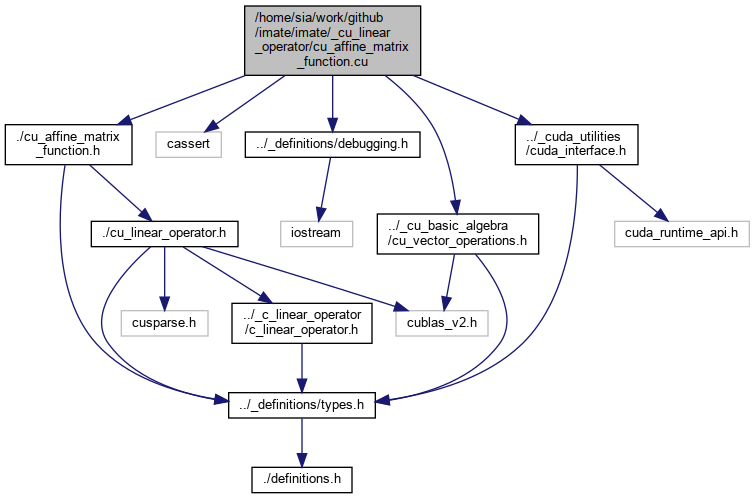 /home/sia/work/github
/imate/imate/_cu_linear
_operator/cu_affine_matrix
_function.cu
./cu_affine_matrix
_function.h
cassert
../_definitions/debugging.h
../_cuda_utilities
/cuda_interface.h
./cu_linear_operator.h
iostream
../_cu_basic_algebra
/cu_vector_operations.h
cuda_runtime_api.h
cusparse.h
../_c_linear_operator
/c_linear_operator.h
cublas_v2.h
../_definitions/types.h
./definitions.h